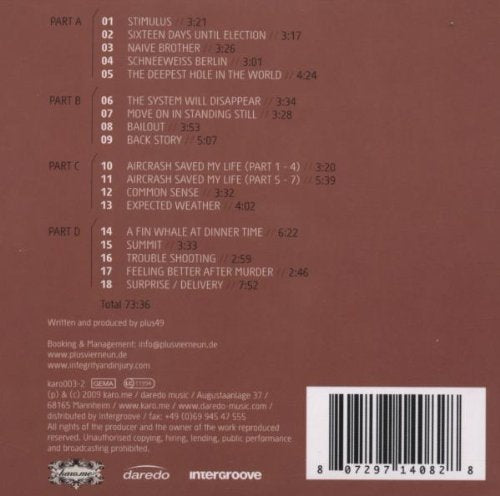 PART A 01 STIMULUS // 3:21
02 SIXTEEN DAYS UNTIL ELECTION // 3:17
03 NAIVE BROTHER // 3:26
04 SCHNEEWEISS BERLIN // 3:01
05 THE DEEPEST HOLE IN THE WORLD // 4:24
PART B 06 THE SYSTEM WILL DISAPPEAR // 3:34
07 MOVE ON IN STANDING STILL // 3:28
08 BAILOUT // 3:53
09 BACK STORY // 5:07
PART C 10 AIRCRASH SAVED MY LIFE (PART 1 - 4) // 3:20
11 AIRCRASH SAVED MY LIFE (PART 5 - 7) // 5:39
12 COMMON SENSE // 3:32
13 EXPECTED WEATHER // 4:02
PART D 14 A FIN WHALE AT DINNER TIME // 6:22
15 SUMMIT // 3:33
16 TROUBLE SHOOTING // 2:59
17 FEELING BETTER AFTER MURDER // 2:46
18 SURPRISE / DELIVERY // 7:52
Total 73:36
Written and produced by plus49
Booking & Management: info@plusvierneun.de
www.plusvierneun.de
www.integrityandinjury.com
karo003-2 GEMA LC 11994
(p) & (c) 2009 karo.me / daredo music / Augustaanlage 37 /
68165 Mannheim / www.karo.me / www.daredo-music.com /
distributed by Intergroove / fax: +49 (0)69 945 47 555
All rights of the producer and the owner of the work reproduced
reserved. Unauthorised copying, hiring, lending, public performance
and broadcasting prohibited.
karo.me daredo intergroove
8 07297 14082 8